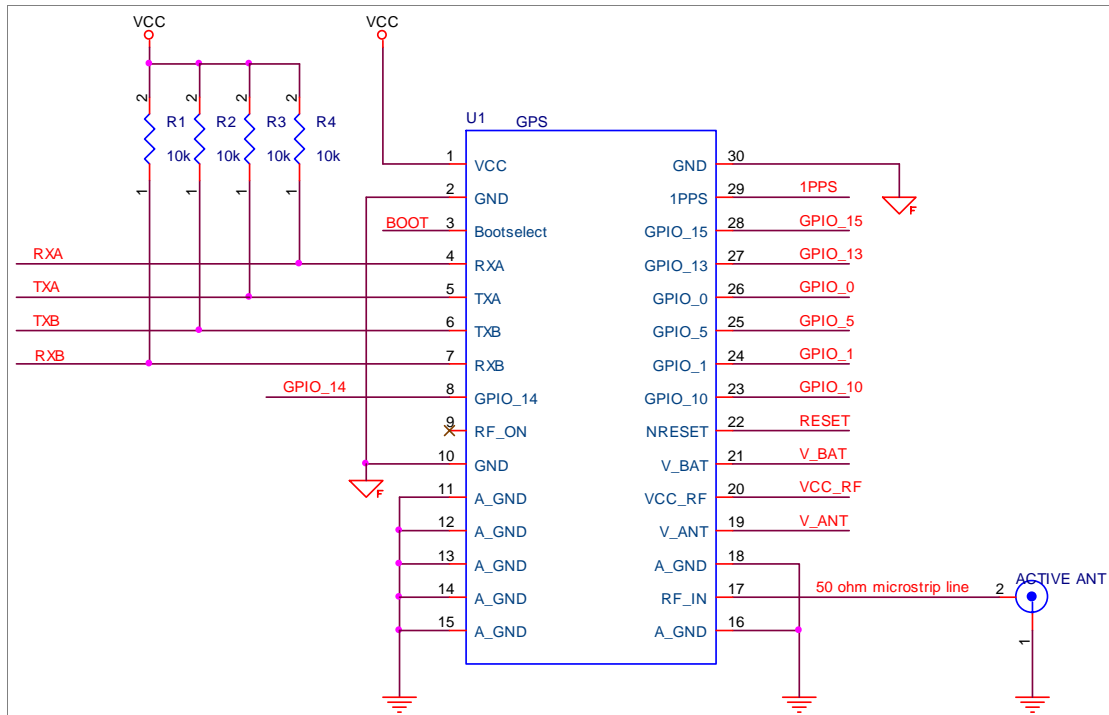 VCC
VCC
2 2 2 2
R1 R2 R3 R4
10k 10k 10k 10k
1 1 1 1
U1 GPS
1 VCC GND 30
2 GND 1PPS 29 1PPS
BOOT 3 Bootselect GPIO_15 28 GPIO_15
RXA 4 RXA GPIO_13 27 GPIO_13
TXA 5 TXA GPIO_0 26 GPIO_0
TXB 6 TXB GPIO_5 25 GPIO_5
RXB 7 RXB GPIO_1 24 GPIO_1
GPIO_14 8 GPIO_14 GPIO_10 23 GPIO_10
9 RF_ON NRESET 22 RESET
10 GND V_BAT 21 V_BAT
11 A_GND VCC_RF 20 VCC_RF
12 A_GND V_ANT 19 V_ANT
13 A_GND A_GND 18
14 A_GND RF_IN 17 50 ohm microstrip line 2 ACTIVE ANT
15 A_GND A_GND 16
1
F
F